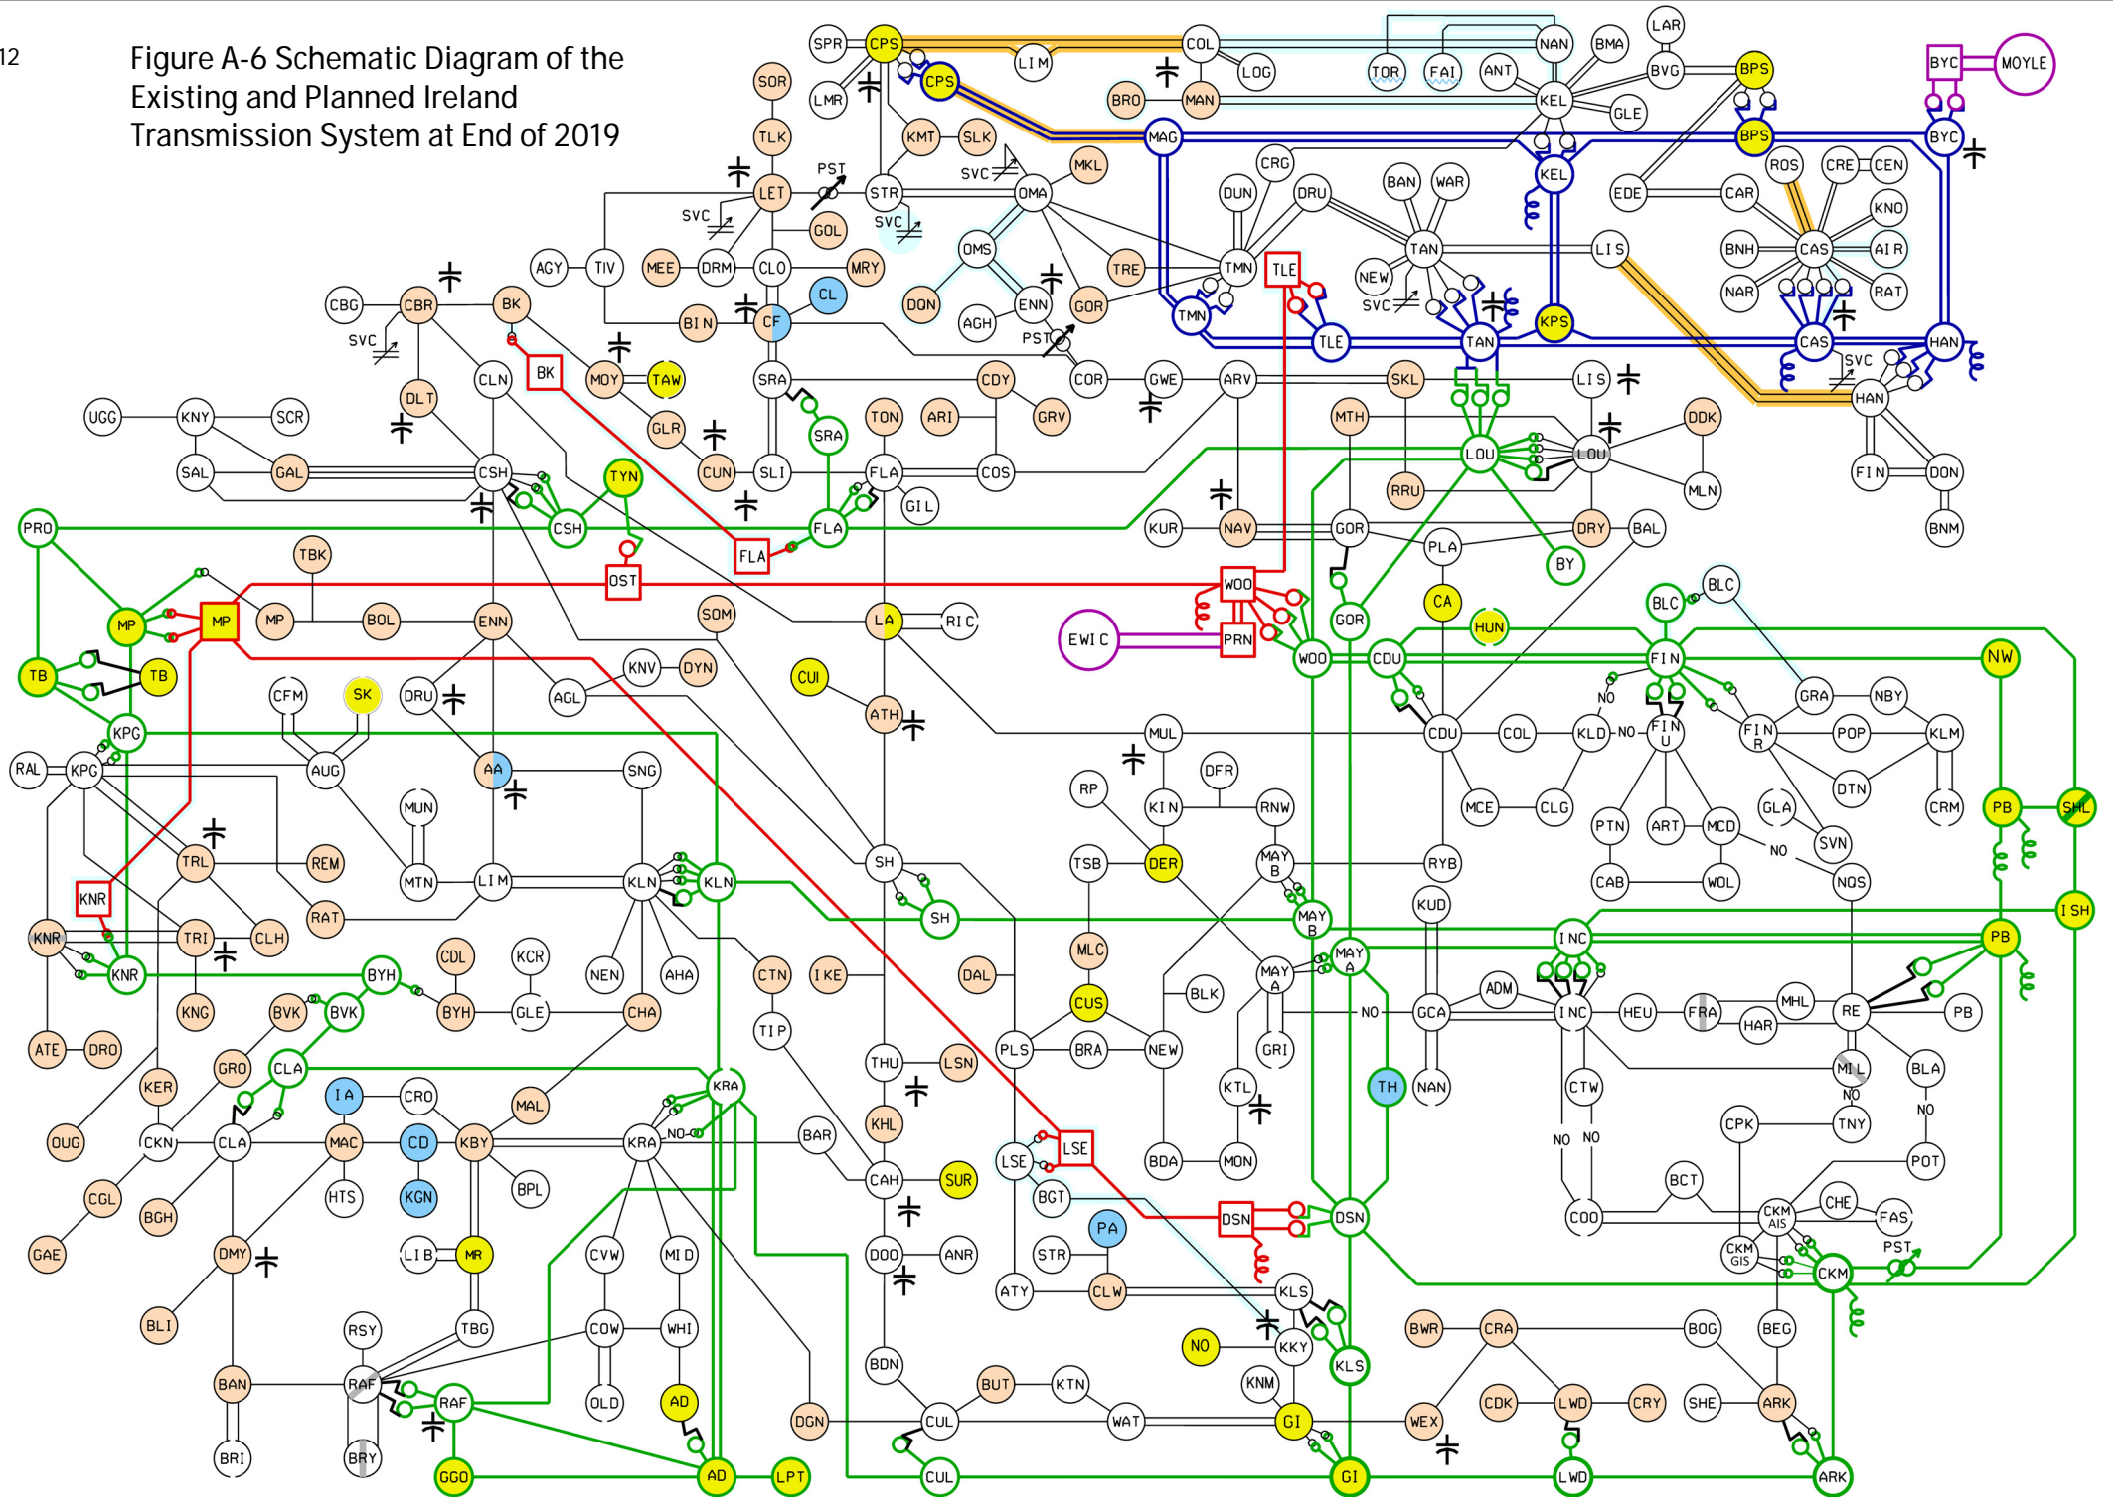 12
Figure A-6 Schematic Diagram of the
Existing and Planned Ireland
Transmission System at End of 2019
SPR
CPS
LIM
COL
LOG
TOR
FAI
NAN
BMA
LAR
ANT
BVG
BPS
BYC
MOYLE
SOR
LMR
CPS
BRO
MAN
KEL
GLE
TLK
KMT
SLK
MAG
BPS
BYC
PST
SVC
MKL
CRG
KEL
ROS
CRE
CEN
LET
STR
OMA
DUN
DRU
BAN
WAR
EDE
CAR
KNO
SVC
GOL
SVC
OMS
TAN
LIS
BNH
CAS
AIR
AGY
TIV
MEE
DRM
CLO
MRY
TRE
TMN
TLE
NEW
SVC
NAR
RAT
CBG
CBR
BK
CL
DON
ENN
GOR
BIN
CF
AGH
PST
TMN
TLE
TAN
KPS
CAS
HAN
SVC
SVC
CLN
BK
MOY
TAW
SRA
CDY
COR
GWE
ARV
SKL
LIS
DLT
HAN
UGG
KNY
SCR
GLR
SRA
TON
ARI
GRV
MTH
DDK
SAL
GAL
CSH
TYN
CUN
SLI
FLA
COS
LOU
LOU
FIN
DON
GIL
RRU
MLN
PRO
CSH
FLA
KUR
NAV
GOR
DRY
BAL
BNM
PLA
TBK
FLA
BY
OST
WOO
BLC
BLC
CA
MP
MP
MP
BOL
ENN
SOM
LA
RIC
EWIC
PRN
GOR
HUN
TB
TB
KNV
DYN
CUI
WOO
CDU
FIN
NW
CFM
SK
DRU
AGL
ATH
NO
GRA
NBY
KPG
MUL
CDU
COL
KLD
NO
FIN
U
FIN
R
POP
KLM
RAL
KPG
AUG
AA
SNG
DFR
RP
DTN
MUN
KIN
RNW
MCE
CLG
GLA
CRM
PB
SHL
PTN
ART
MCD
SVN
TRL
REM
SH
TSB
DER
MAY
B
RYB
NO
MTN
LIM
KLN
KLN
CAB
WOL
NQS
KNR
RAT
SH
MAY
B
KUD
ISH
KNR
TRI
CLH
INC
PB
KNR
BYH
CDL
KCR
NEN
AHA
CTN
IKE
DAL
MLC
MAY
A
MAY
A
KNG
BVK
BVK
BYH
GLE
CHA
CUS
BLK
NO
GCA
ADM
INC
HEU
FRA
MHL
HAR
RE
PB
TIP
ATE
DRO
GRO
CLA
THU
LSN
PLS
BRA
NEW
GRI
MIL
BLA
KER
IA
CRO
MAL
KRA
KTL
TH
NAN
CTW
NO
NO
OUG
CKN
CLA
MAC
CD
KBY
KRA
NO
BAR
KHL
LSE
NO
NO
CPK
TNY
CGL
BGH
HTS
KGN
BPL
CAH
SUR
LSE
BDA
MON
POT
BGT
BCT
GAE
DMY
LIB
MR
CVW
MID
DOO
ANR
STR
PA
DSN
DSN
COO
CKM
AIS
CHE
FAS
CKM
GIS
PST
CKM
ATY
CLW
KLS
BLI
RSY
TBG
COW
WHI
BDN
NO
KKY
KLS
BWR
CRA
BOG
BEG
BAN
RAF
RAF
OLD
AD
BUT
KTN
KNM
CDK
LWD
CRY
SHE
ARK
DGN
CUL
WAT
GI
WEX
BRI
BRY
GGO
AD
LPT
CUL
GI
LWD
ARK